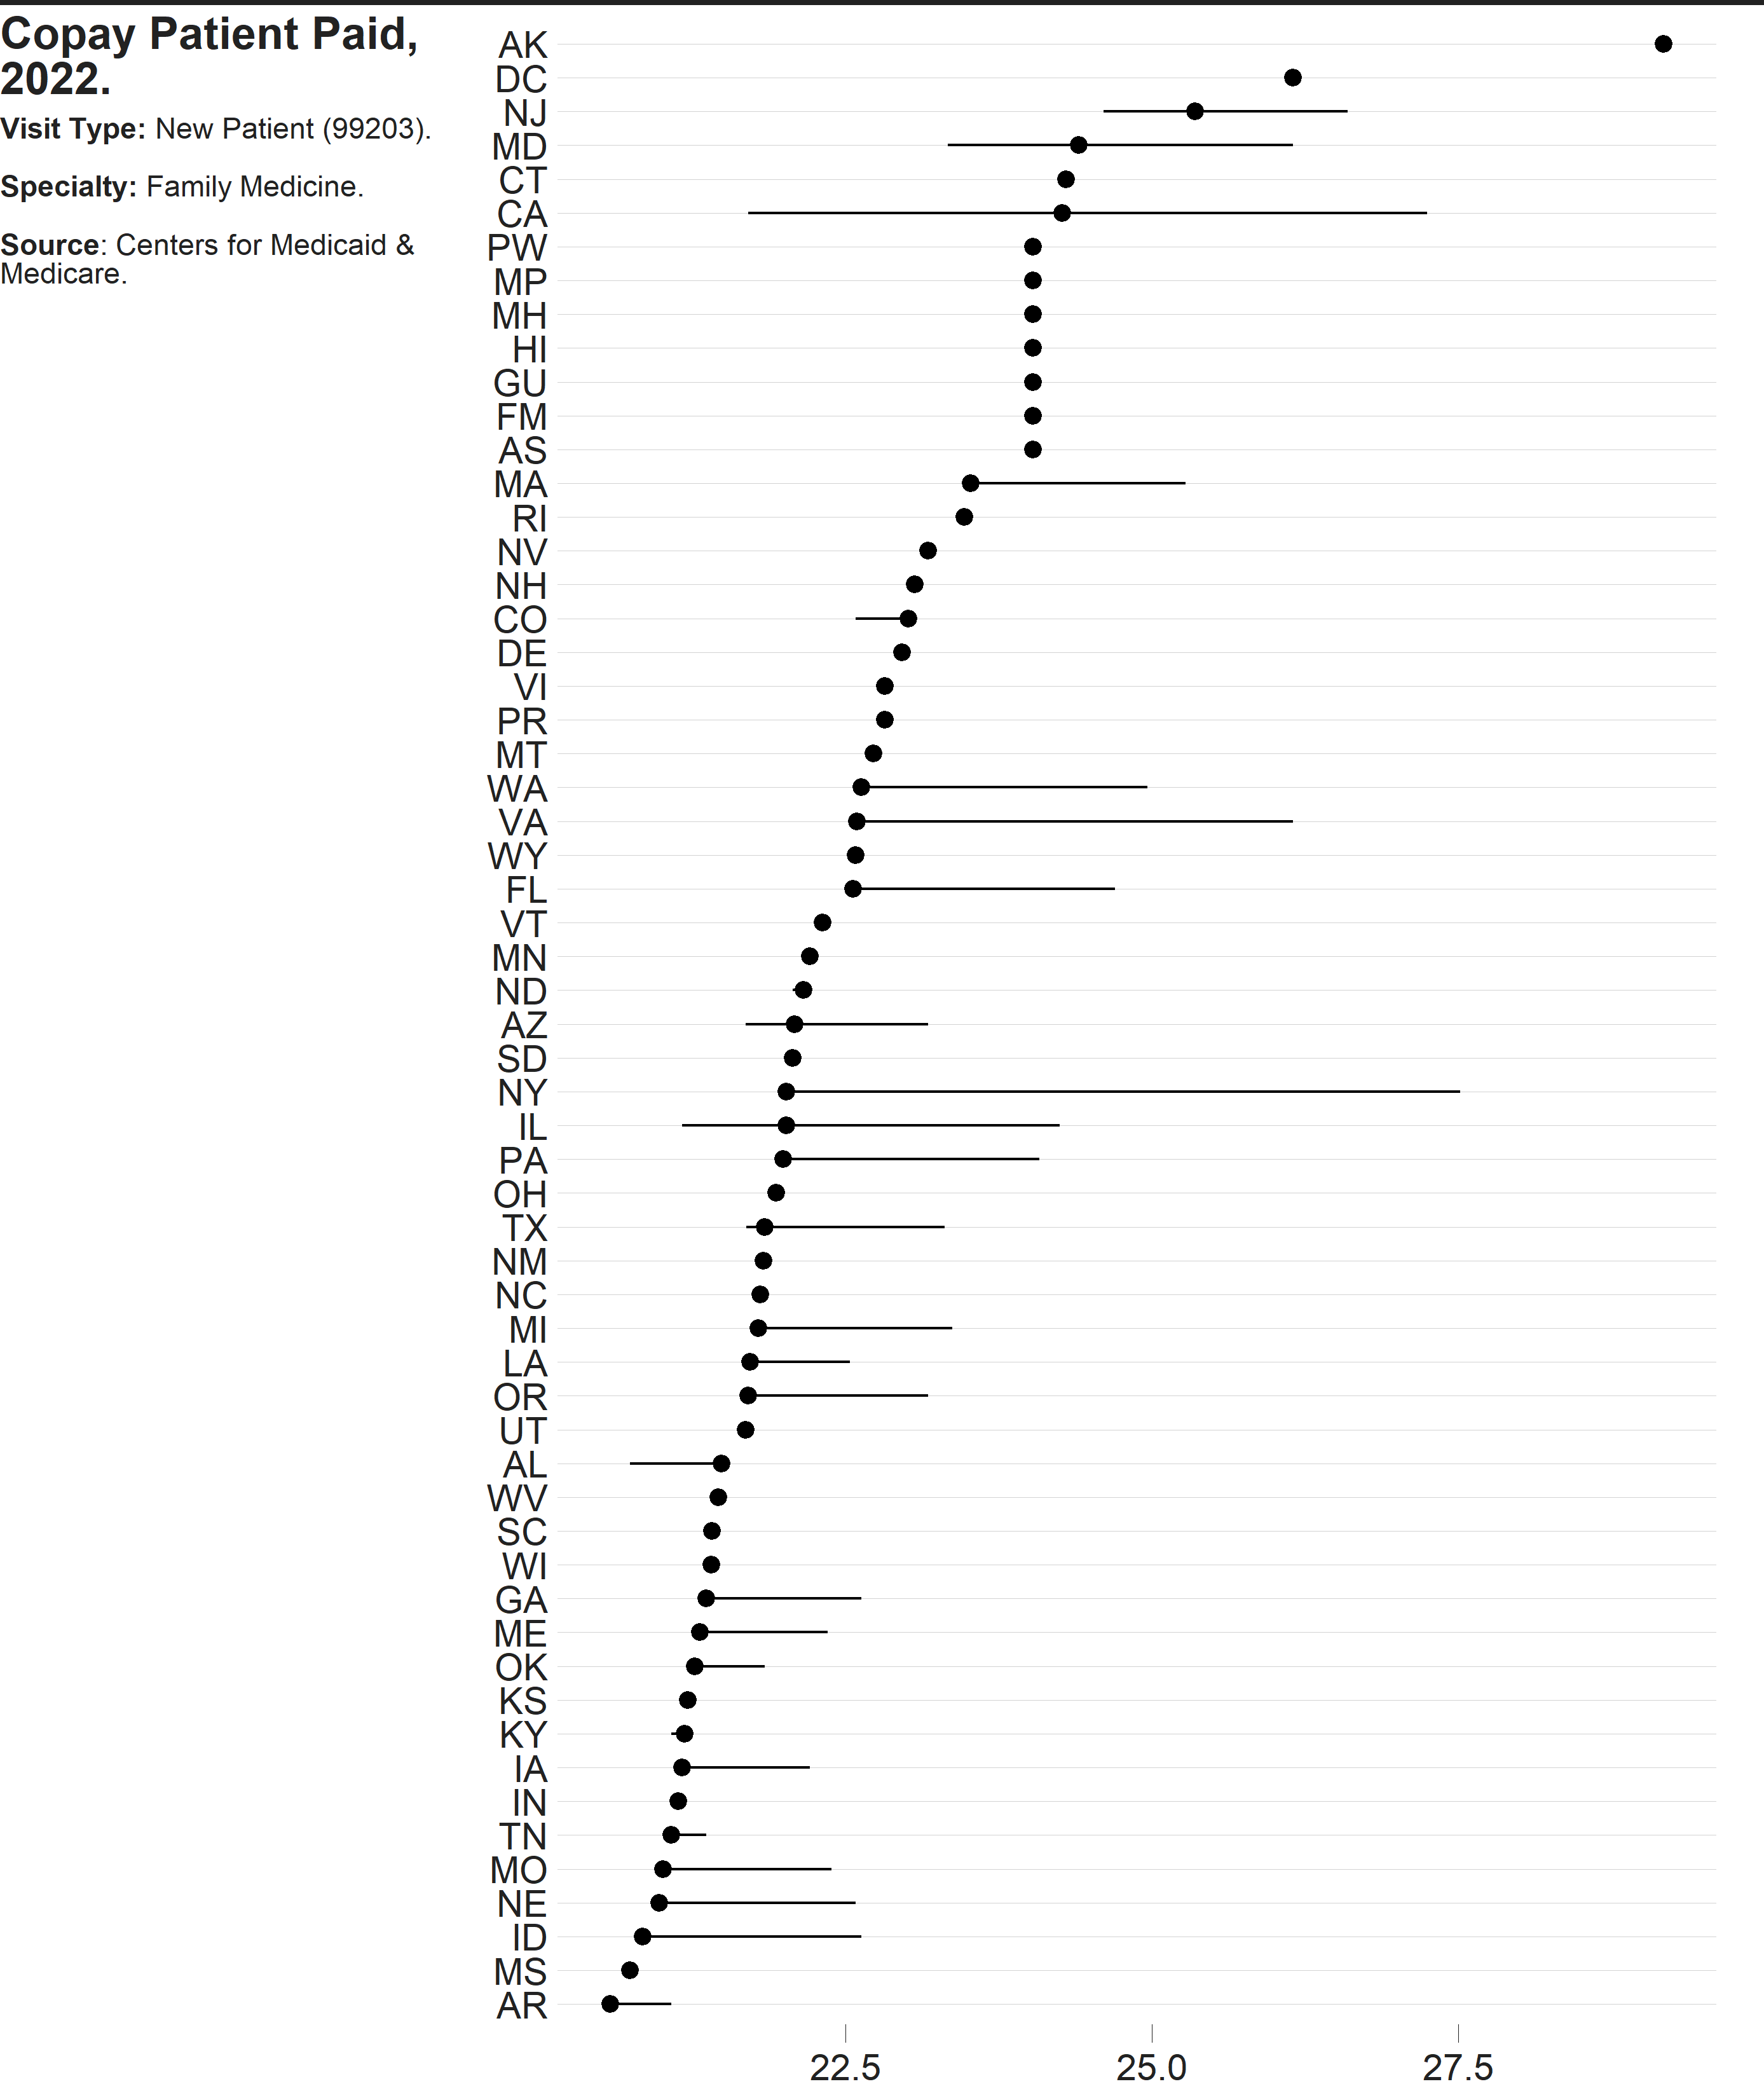 Copay Patient Paid,
2022.
Visit Type: New Patient (99203).
Specialty: Family Medicine.
Source: Centers for Medicaid &
Medicare.
AK
DC
NJ
MD
CT
CA
PW
MP
MH
HI
GU
FM
AS
MA
RI
NV
NH
CO
DE
VI
PR
MT
WA
VA
WY
FL
VT
MN
ND
AZ
SD
NY
IL
PA
OH
TX
NM
NC
MI
LA
OR
UT
AL
WV
SC
WI
GA
ME
OK
KS
KY
IA
IN
TN
MO
NE
ID
MS
AR
22.5 25.0 27.5